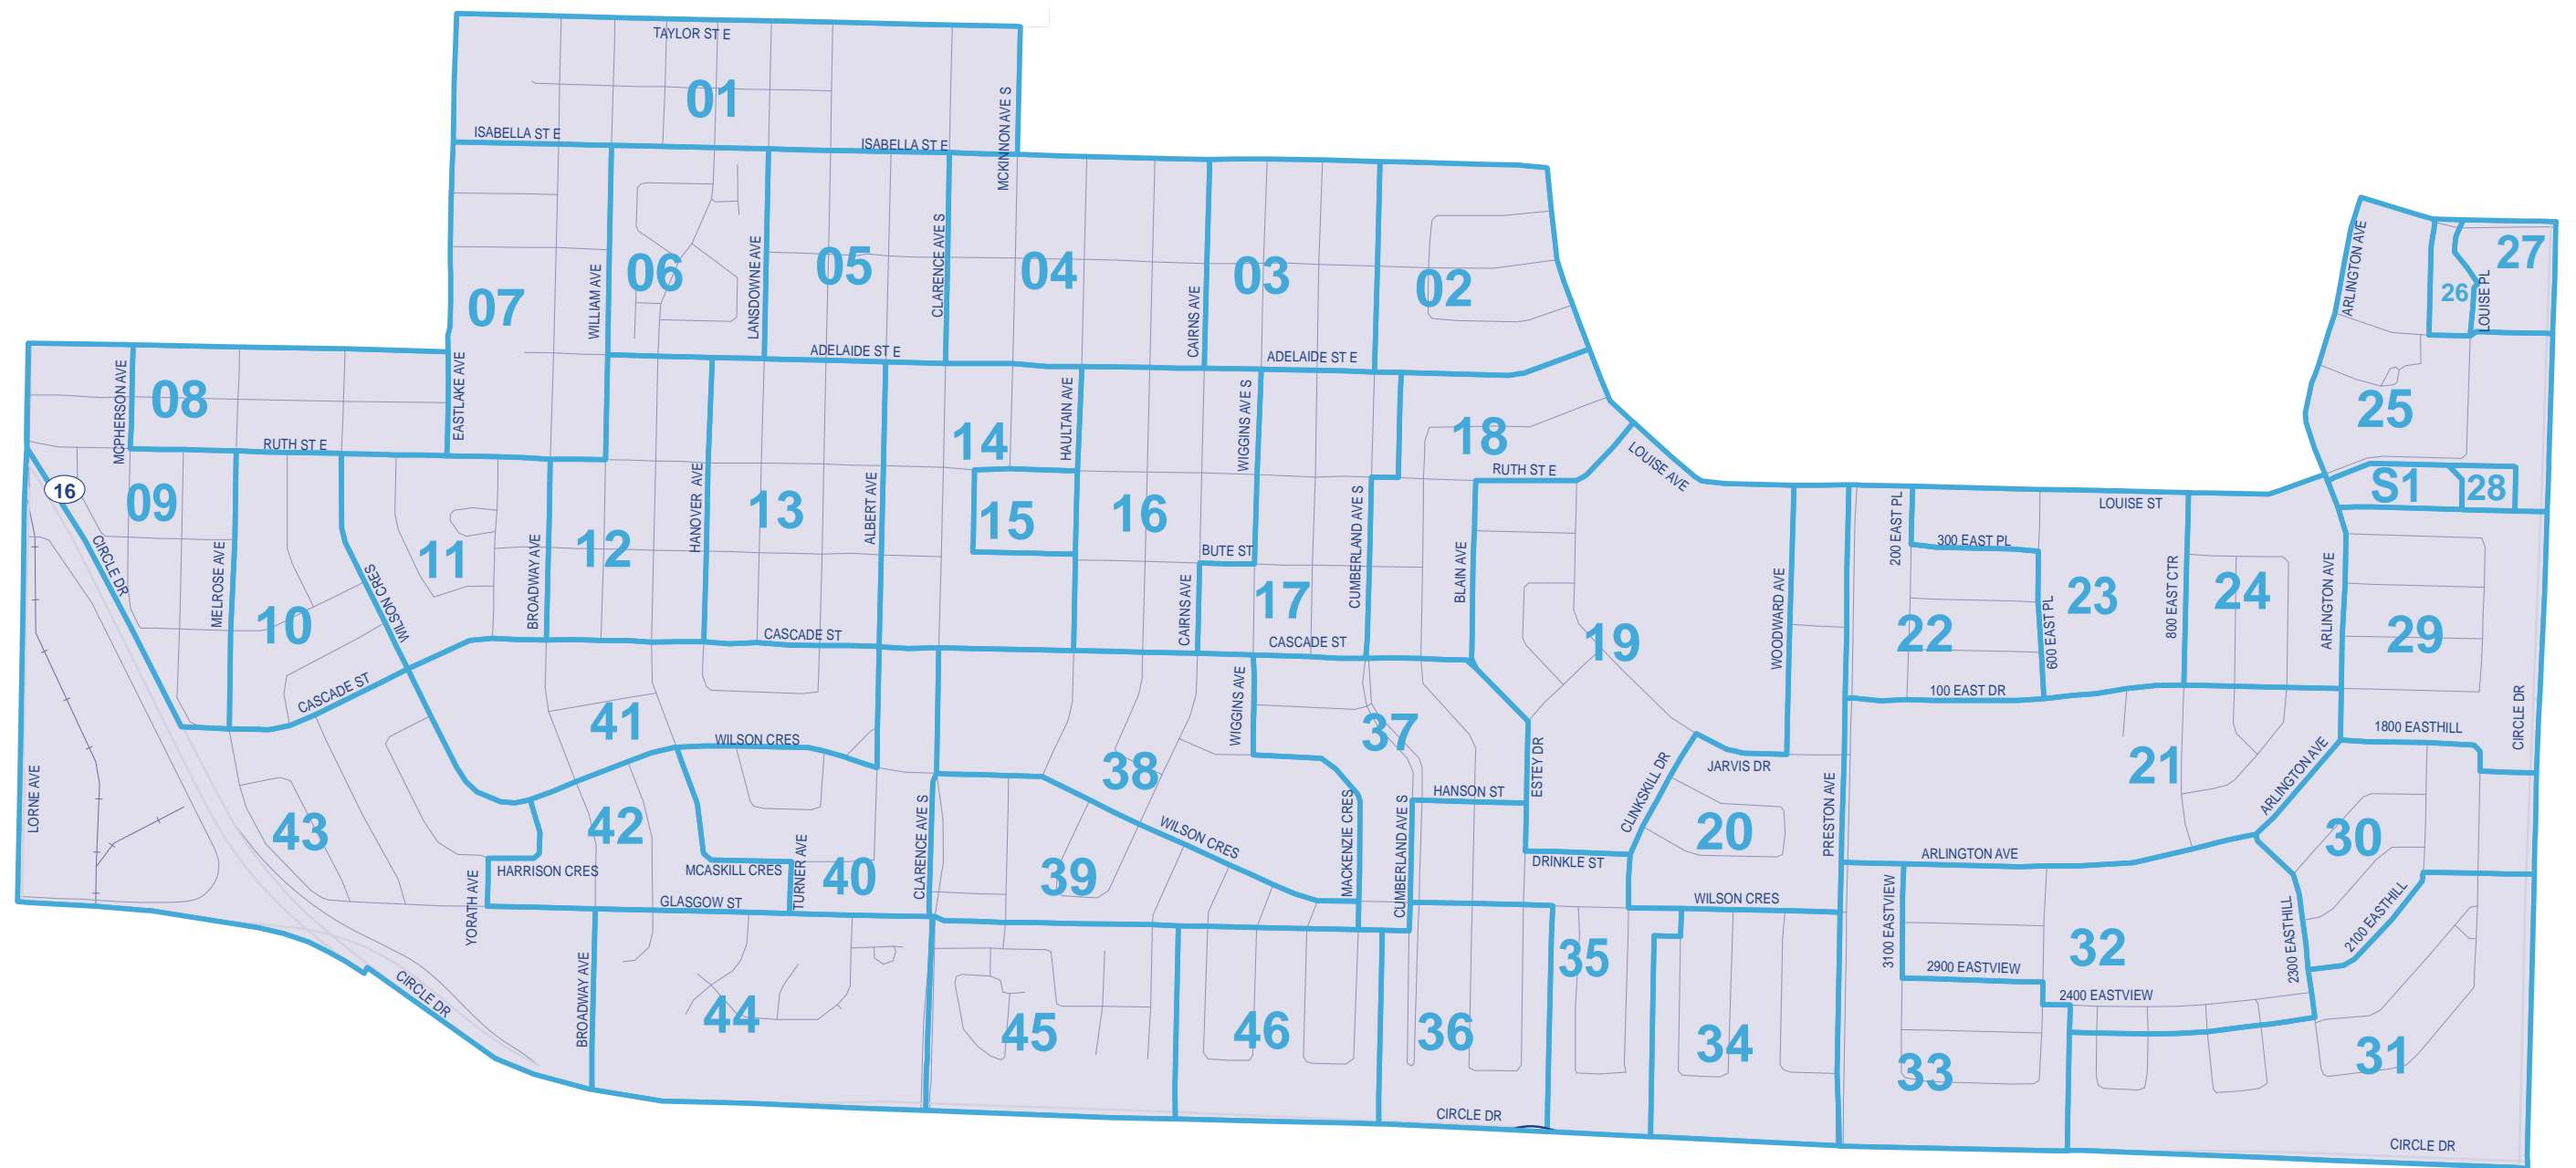 TAYLOR ST E
01
MCKINNON AVE S
ISABELLA ST E
ISABELLA ST E
ARLINGTON AVE
27
26
LOUISE PL
07
WILLIAM AVE
06
LANSDOWNE AVE
05
CLARENCE AVE S
04
CAIRNS AVE
03
02
ADELAIDE ST E
ADELAIDE ST E
MCPHERSON AVE
08
EASTLAKE AVE
RUTH ST E
14
HAULTAIN AVE
WIGGINS AVE S
18
RUTH ST E
LOUISE AVE
25
16
09
CIRCLE DR
MELROSE AVE
10
WILSON CRES
11
BROADWAY AVE
12
HANOVER AVE
13
ALBERT AVE
15
16
BUTE ST
CAIRNS AVE
17
CUMBERLAND AVE S
BLAIN AVE
19
WOODWARD AVE
200 EAST PL
300 EAST PL
LOUISE ST
S1
28
22
600 EAST PL
23
800 EAST CTR
24
ARLINGTON AVE
29
CASCADE ST
CASCADE ST
CASCADE ST
100 EAST DR
1800 EASTHILL
CIRCLE DR
41
WILSON CRES
38
WIGGINS AVE
37
ESTEY DR
HANSON ST
CLINKSKILL DR
JARVIS DR
20
PRESTON AVE
21
ARLINGTON AVE
30
LORNE AVE
43
42
YORATH AVE
HARRISON CRES
MCASKILL CRES
TURNER AVE
40
CLARENCE AVE S
39
WILSON CRES
MACKENZIE CRES
CUMBERLAND AVE S
DRINKLE ST
WILSON CRES
ARLINGTON AVE
GLASGOW ST
3100 EASTVIEW
2900 EASTVIEW
32
2400 EASTVIEW
2300 EASTHILL
2100 EASTHILL
CIRCLE DR
BROADWAY AVE
44
45
46
36
35
34
33
31
CIRCLE DR
CIRCLE DR